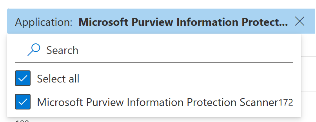 Application: Microsoft Purview Information Protect...
Search
Select all
Microsoft Purview Information Protection Scanner172